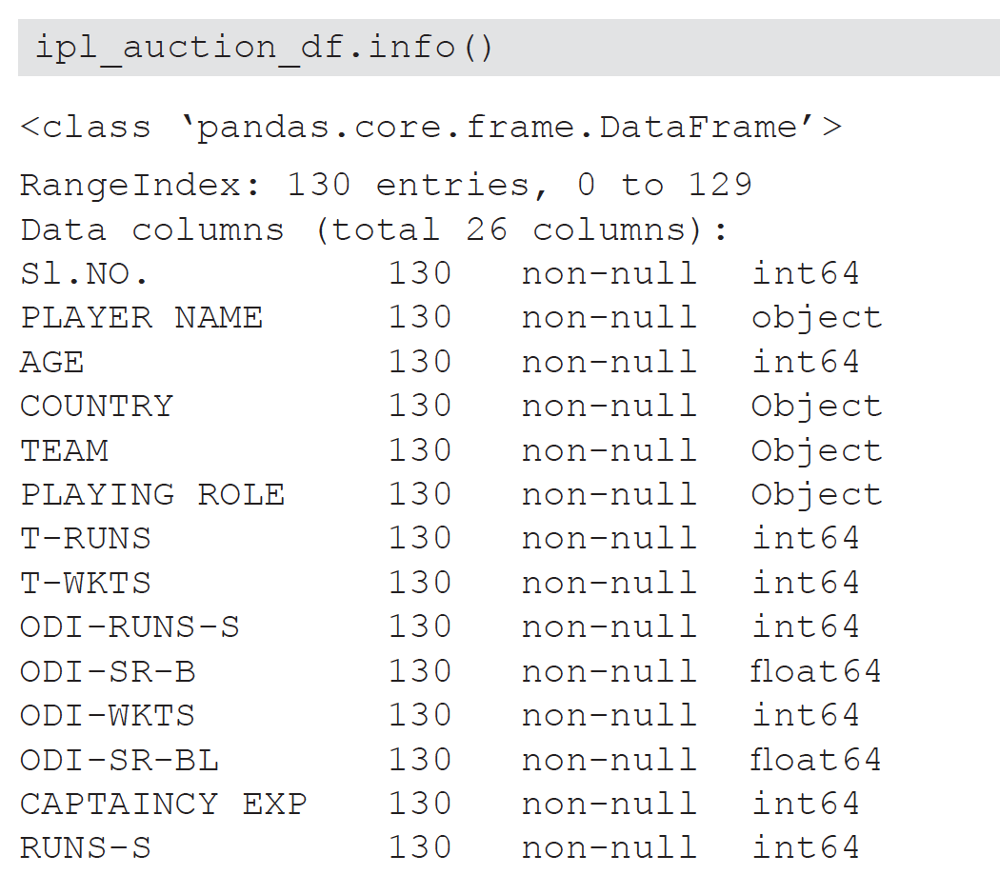 ipl_auction_df.info()
<class ‘pandas.core.frame.DataFrame’>
RangeIndex: 130 entries, 0 to 129
Data columns (total 26 columns):
Sl.NO. 130 non-null int64
PLAYER NAME 130 non-null object
AGE 130 non-null int64
COUNTRY 130 non-null Object
TEAM 130 non-null Object
PLAYING ROLE 130 non-null Object
T-RUNS 130 non-null int64
T-WKTS 130 non-null int64
ODI-RUNS-S 130 non-null int64
ODI-SR-B 130 non-null float64
ODI-WKTS 130 non-null int64
ODI-SR-BL 130 non-null float64
CAPTAINCY EXP 130 non-null int64
RUNS-S 130 non-null int64